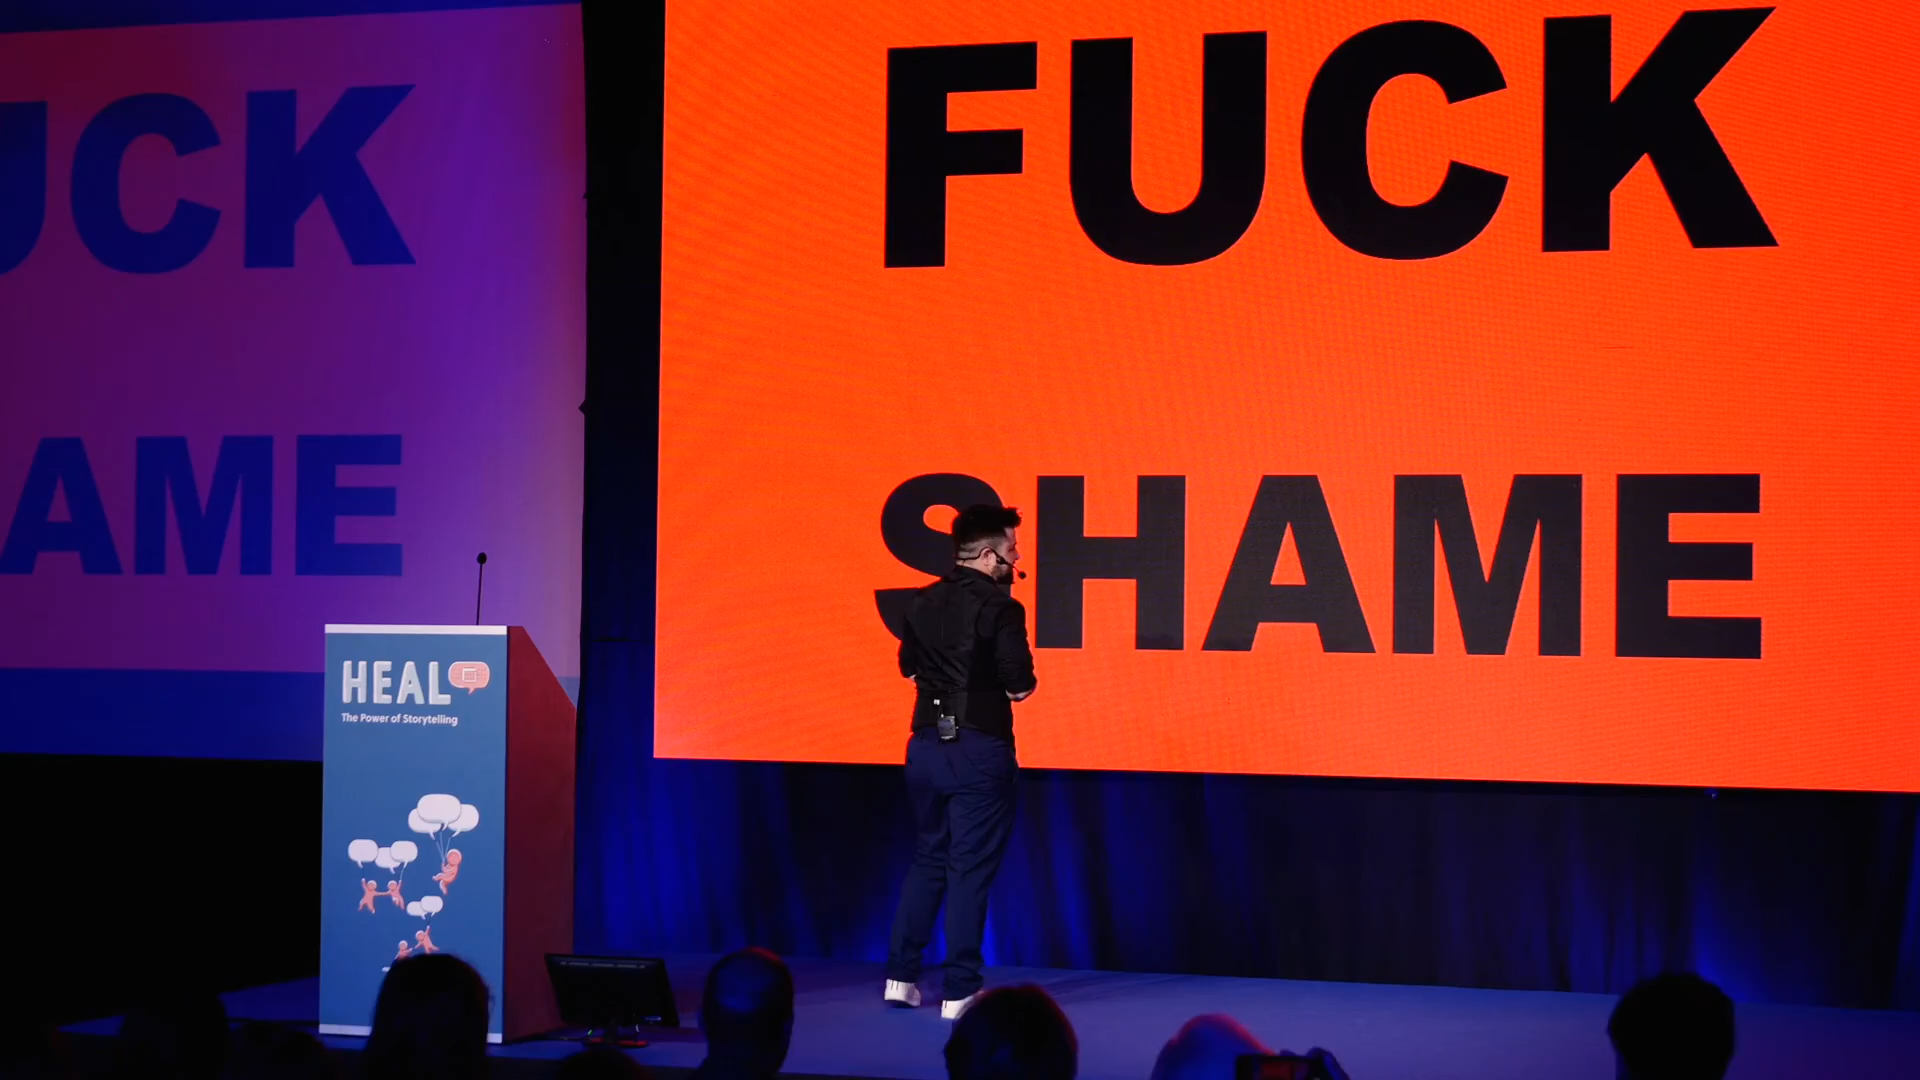 UCK
AME
FUCK
SHAME
HEAL
The Power of Storytelling